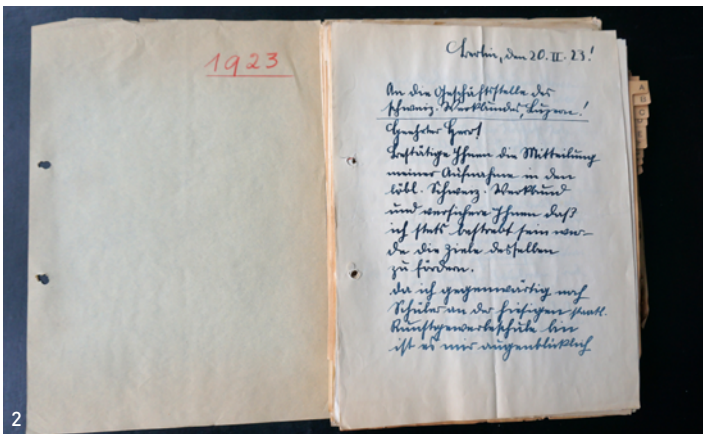 1923
Berlin, den 20. II. 23!
An die Geschäftsstelle des
schweiz. Werkbundes, Luzern!
Geehrter Herr!
Bestätige Ihnen die Mitteilung
meiner Aufnahme in den
löbl. Schweiz. Werkbund
und versichere Ihnen daß
ich stets bestrebt sein wer-
de die Ziele desselben
zu fördern.
Da ich gegenwärtig noch
Schüler an der hiesigen staatl.
Kunstgewerbeschule bin
ist es mir augenblicklich
A
B
C
D
E
2